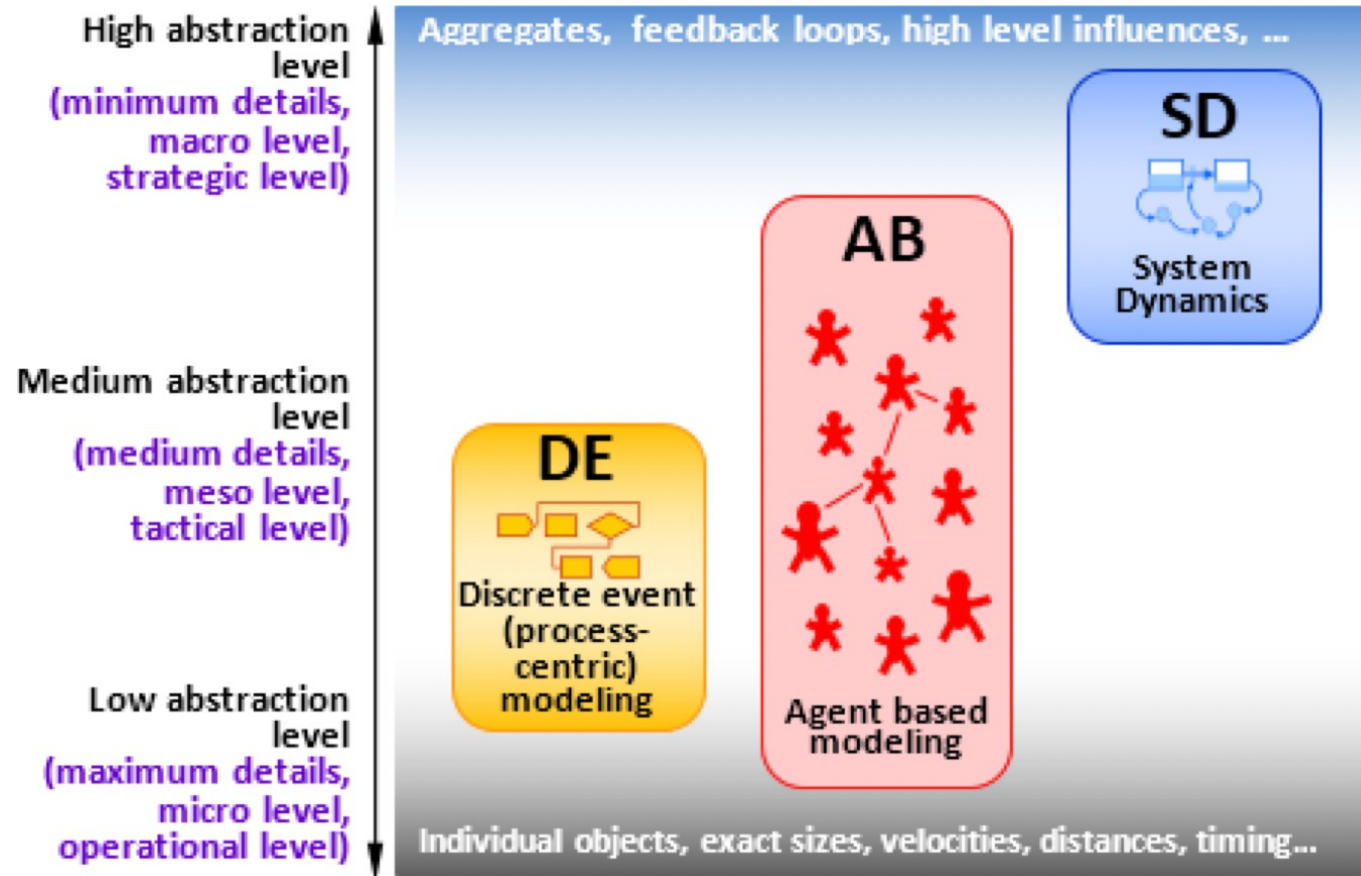 High abstraction
level
(minimum details,
macro level,
strategic level)
Medium abstraction
level
(medium details,
meso level,
tactical level)
Low abstraction
level
(maximum details,
micro level,
operational level)
Aggregates, feedback loops, high level influences, ...
SD
System
Dynamics
AB
Agent based
modeling
DE
Discrete event
(process-
centric)
modeling
Individual objects, exact sizes, velocities, distances, timing...